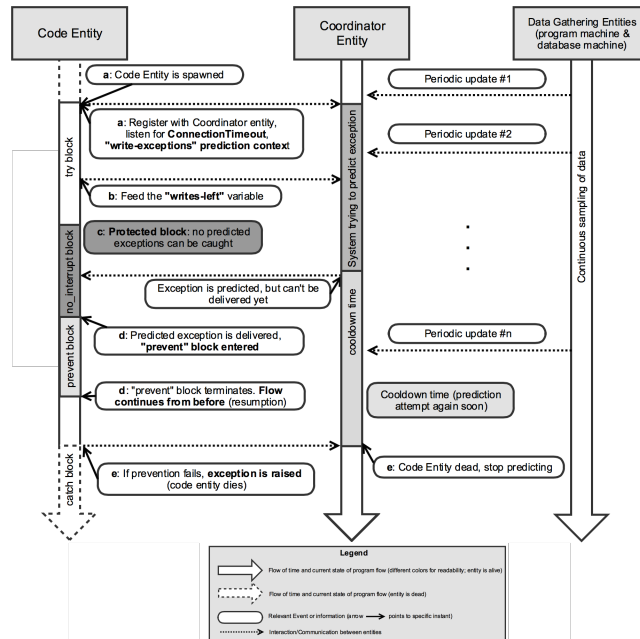 Code Entity
Coordinator
Entity
Data Gathering Entities
(program machine &
database machine)
a: Code Entity is spawned
Periodic update #1
a: Register with Coordinator entity,
listen for ConnectionTimeout,
"write-exceptions" prediction context
Periodic update #2
try block
System trying to predict exception
Continuous sampling of data
b: Feed the "writes-left" variable
c: Protected block: no predicted
exceptions can be caught
no_interrupt block
Exception is predicted, but can't be
delivered yet
cooldown time
d: Predicted exception is delivered,
"prevent" block entered
Periodic update #n
prevent block
d: "prevent" block terminates. Flow
continues from before (resumption)
Cooldown time (prediction
attempt again soon)
catch block
e: If prevention fails, exception is raised
(code entity dies)
e: Code Entity dead, stop predicting
Legend
Flow of time and current state of program flow (different colors for readability; entity is alive)
Flow of time and current state of program flow (entity is dead)
Relevant Event or information (arrow points to specific instant)
Interaction/Communication between entities